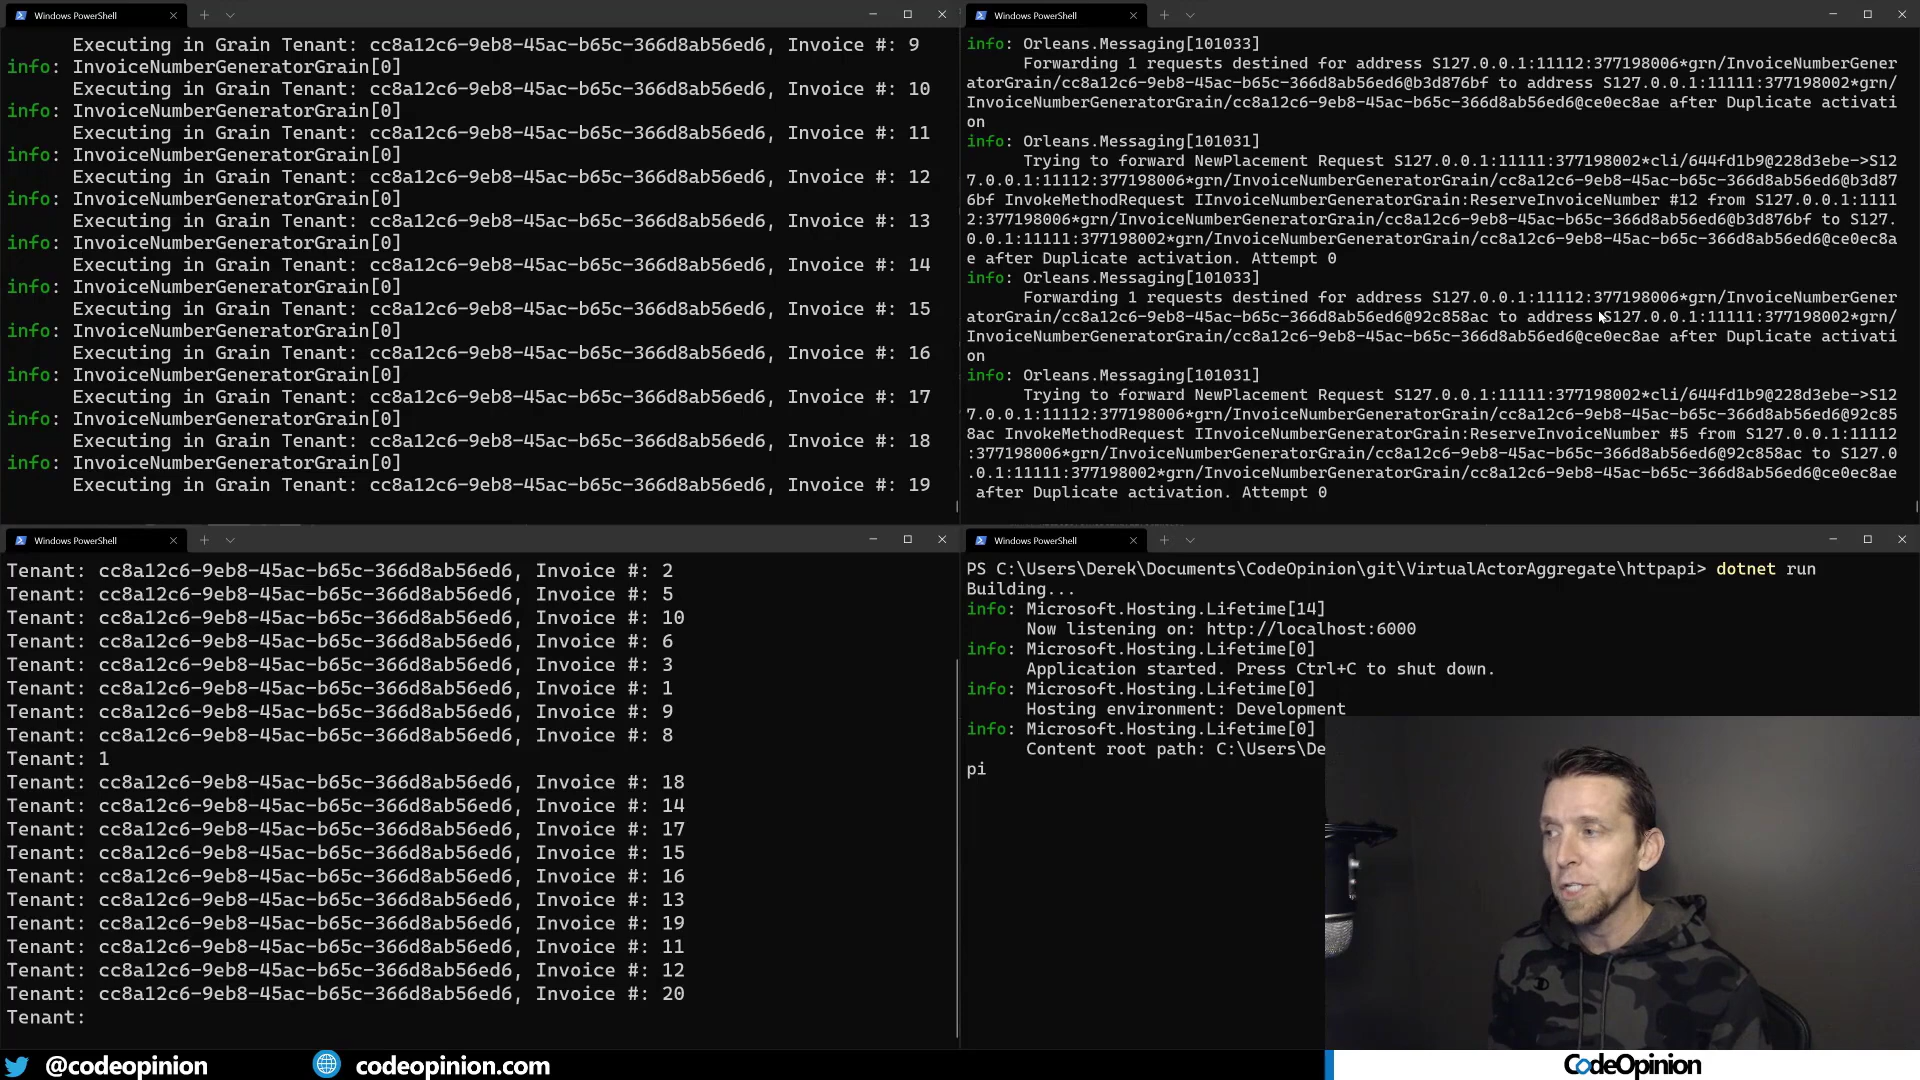 Windows PowerShell
Executing in Grain Tenant: cc8a12c6-9eb8-45ac-b65c-366d8ab56ed6, Invoice #: 9
info: InvoiceNumberGeneratorGrain[0]
Executing in Grain Tenant: cc8a12c6-9eb8-45ac-b65c-366d8ab56ed6, Invoice #: 10
info: InvoiceNumberGeneratorGrain[0]
Executing in Grain Tenant: cc8a12c6-9eb8-45ac-b65c-366d8ab56ed6, Invoice #: 11
info: InvoiceNumberGeneratorGrain[0]
Executing in Grain Tenant: cc8a12c6-9eb8-45ac-b65c-366d8ab56ed6, Invoice #: 12
info: InvoiceNumberGeneratorGrain[0]
Executing in Grain Tenant: cc8a12c6-9eb8-45ac-b65c-366d8ab56ed6, Invoice #: 13
info: InvoiceNumberGeneratorGrain[0]
Executing in Grain Tenant: cc8a12c6-9eb8-45ac-b65c-366d8ab56ed6, Invoice #: 14
info: InvoiceNumberGeneratorGrain[0]
Executing in Grain Tenant: cc8a12c6-9eb8-45ac-b65c-366d8ab56ed6, Invoice #: 15
info: InvoiceNumberGeneratorGrain[0]
Executing in Grain Tenant: cc8a12c6-9eb8-45ac-b65c-366d8ab56ed6, Invoice #: 16
info: InvoiceNumberGeneratorGrain[0]
Executing in Grain Tenant: cc8a12c6-9eb8-45ac-b65c-366d8ab56ed6, Invoice #: 17
info: InvoiceNumberGeneratorGrain[0]
Executing in Grain Tenant: cc8a12c6-9eb8-45ac-b65c-366d8ab56ed6, Invoice #: 18
info: InvoiceNumberGeneratorGrain[0]
Executing in Grain Tenant: cc8a12c6-9eb8-45ac-b65c-366d8ab56ed6, Invoice #: 19
Windows PowerShell
info: Orleans.Messaging[101033]
Forwarding 1 requests destined for address S127.0.0.1:11112:377198006*grn/InvoiceNumberGener
atorGrain/cc8a12c6-9eb8-45ac-b65c-366d8ab56ed6@b3d876bf to address S127.0.0.1:11111:377198002*grn/
InvoiceNumberGeneratorGrain/cc8a12c6-9eb8-45ac-b65c-366d8ab56ed6@ce0ec8ae after Duplicate activati
on
info: Orleans.Messaging[101031]
Trying to forward NewPlacement Request S127.0.0.1:11111:377198002*cli/644fd1b9@228d3ebe->S12
7.0.0.1:11112:377198006*grn/InvoiceNumberGeneratorGrain/cc8a12c6-9eb8-45ac-b65c-366d8ab56ed6@b3d87
6bf InvokeMethodRequest IInvoiceNumberGeneratorGrain:ReserveInvoiceNumber #12 from S127.0.0.1:1111
2:377198006*grn/InvoiceNumberGeneratorGrain/cc8a12c6-9eb8-45ac-b65c-366d8ab56ed6@b3d876bf to S127.
0.0.1:11111:377198002*grn/InvoiceNumberGeneratorGrain/cc8a12c6-9eb8-45ac-b65c-366d8ab56ed6@ce0ec8a
e after Duplicate activation. Attempt 0
info: Orleans.Messaging[101033]
Forwarding 1 requests destined for address S127.0.0.1:11112:377198006*grn/InvoiceNumberGener
atorGrain/cc8a12c6-9eb8-45ac-b65c-366d8ab56ed6@92c858ac to address S127.0.0.1:11111:377198002*grn/
InvoiceNumberGeneratorGrain/cc8a12c6-9eb8-45ac-b65c-366d8ab56ed6@ce0ec8ae after Duplicate activati
on
info: Orleans.Messaging[101031]
Trying to forward NewPlacement Request S127.0.0.1:11111:377198002*cli/644fd1b9@228d3ebe->S12
7.0.0.1:11112:377198006*grn/InvoiceNumberGeneratorGrain/cc8a12c6-9eb8-45ac-b65c-366d8ab56ed6@92c85
8ac InvokeMethodRequest IInvoiceNumberGeneratorGrain:ReserveInvoiceNumber #5 from S127.0.0.1:11112
:377198006*grn/InvoiceNumberGeneratorGrain/cc8a12c6-9eb8-45ac-b65c-366d8ab56ed6@92c858ac to S127.0
.0.1:11111:377198002*grn/InvoiceNumberGeneratorGrain/cc8a12c6-9eb8-45ac-b65c-366d8ab56ed6@ce0ec8ae
after Duplicate activation. Attempt 0
Windows PowerShell
Tenant: cc8a12c6-9eb8-45ac-b65c-366d8ab56ed6, Invoice #: 2
Tenant: cc8a12c6-9eb8-45ac-b65c-366d8ab56ed6, Invoice #: 5
Tenant: cc8a12c6-9eb8-45ac-b65c-366d8ab56ed6, Invoice #: 10
Tenant: cc8a12c6-9eb8-45ac-b65c-366d8ab56ed6, Invoice #: 6
Tenant: cc8a12c6-9eb8-45ac-b65c-366d8ab56ed6, Invoice #: 3
Tenant: cc8a12c6-9eb8-45ac-b65c-366d8ab56ed6, Invoice #: 1
Tenant: cc8a12c6-9eb8-45ac-b65c-366d8ab56ed6, Invoice #: 9
Tenant: cc8a12c6-9eb8-45ac-b65c-366d8ab56ed6, Invoice #: 8
Tenant: 1
Tenant: cc8a12c6-9eb8-45ac-b65c-366d8ab56ed6, Invoice #: 18
Tenant: cc8a12c6-9eb8-45ac-b65c-366d8ab56ed6, Invoice #: 14
Tenant: cc8a12c6-9eb8-45ac-b65c-366d8ab56ed6, Invoice #: 17
Tenant: cc8a12c6-9eb8-45ac-b65c-366d8ab56ed6, Invoice #: 15
Tenant: cc8a12c6-9eb8-45ac-b65c-366d8ab56ed6, Invoice #: 16
Tenant: cc8a12c6-9eb8-45ac-b65c-366d8ab56ed6, Invoice #: 13
Tenant: cc8a12c6-9eb8-45ac-b65c-366d8ab56ed6, Invoice #: 19
Tenant: cc8a12c6-9eb8-45ac-b65c-366d8ab56ed6, Invoice #: 11
Tenant: cc8a12c6-9eb8-45ac-b65c-366d8ab56ed6, Invoice #: 12
Tenant: cc8a12c6-9eb8-45ac-b65c-366d8ab56ed6, Invoice #: 20
Tenant:
Windows PowerShell
PS C:\Users\Derek\Documents\CodeOpinion\git\VirtualActorAggregate\httpapi> dotnet run
Building...
info: Microsoft.Hosting.Lifetime[14]
Now listening on: http://localhost:6000
info: Microsoft.Hosting.Lifetime[0]
Application started. Press Ctrl+C to shut down.
info: Microsoft.Hosting.Lifetime[0]
Hosting environment: Development
info: Microsoft.Hosting.Lifetime[0]
Content root path: C:\Users\De
pi
@codeopinion
codeopinion.com
CodeOpinion